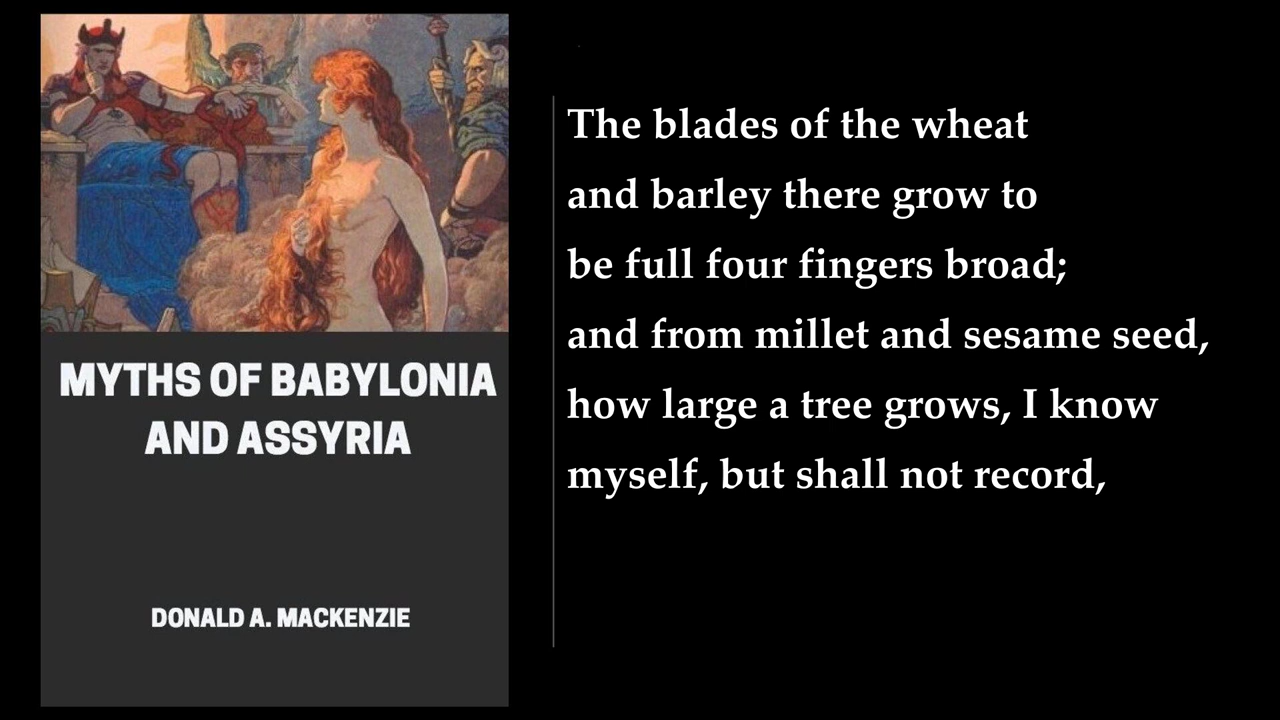 MYTHS OF BABYLONIA
AND ASSYRIA
DONALD A. MACKENZIE
The blades of the wheat
and barley there grow to
be full four fingers broad;
and from millet and sesame seed,
how large a tree grows, I know
myself, but shall not record,